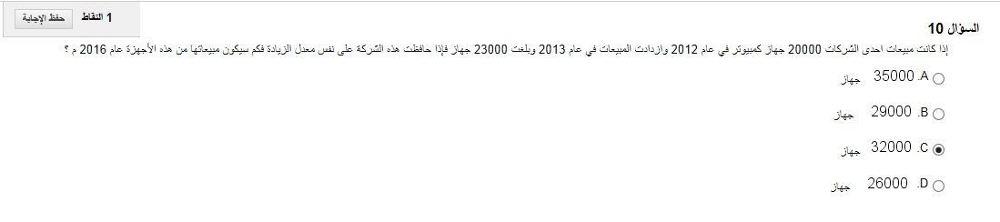 1 النقاط
حفظ الإجابة
السؤال 10
إذا كانت مبيعات احدى الشركات 20000 جهاز كمبيوتر في عام 2012 وازدادت المبيعات في عام 2013 وبلغت 23000 جهاز فإذا حافظت هذه الشركة على نفس معدل الزيادة فكم سيكون مبيعاتها من هذه الأجهزة عام 2016 م ؟
A. 35000 جهاز
B. 29000 جهاز
C. 32000 جهاز
D. 26000 جهاز